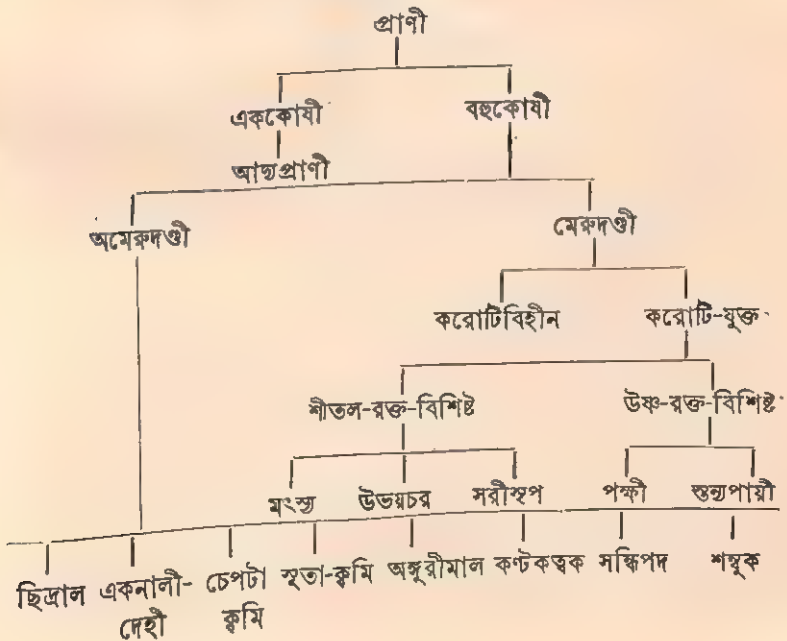 প্রাণী
এককোষী বহুকোষী
আদ্যপ্রাণী
অমেরুদণ্ডী মেরুদণ্ডী
করোটিবিহীন করোটি-যুক্ত
শীতল-রক্ত-বিশিষ্ট উষ্ণ-রক্ত-বিশিষ্ট
মৎস্য উভয়চর সরীসৃপ পক্ষী স্তন্যপায়ী
ছিদ্রাল একনালী- চেপটা সূতা-কৃমি অঙ্গুরীমাল কণ্টকত্বক সন্ধিপদ শম্বুক
দেহী কৃমি